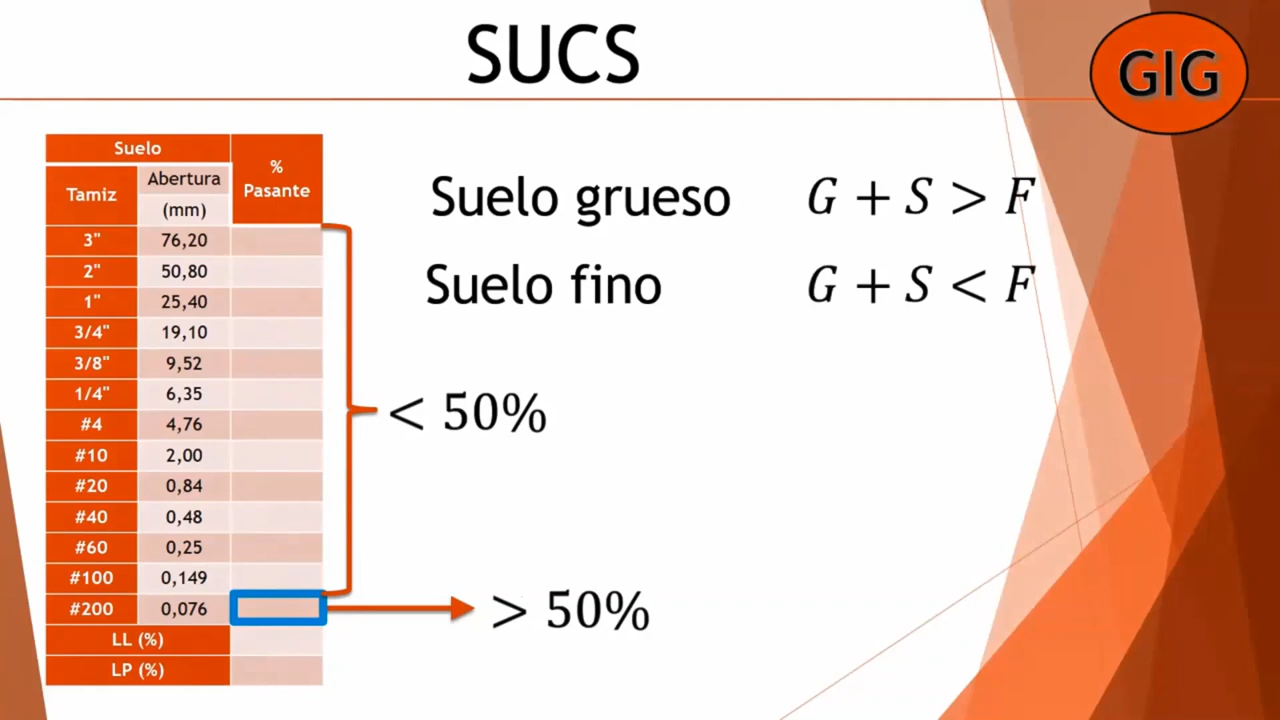 SUCS
GIG
Suelo
% Pasante
Tamiz
Abertura
(mm)
3" 76,20
2" 50,80
1" 25,40
3/4" 19,10
3/8" 9,52
1/4" 6,35
#4 4,76
#10 2,00
#20 0,84
#40 0,48
#60 0,25
#100 0,149
#200 0,076
LL (%)
LP (%)
Suelo grueso G + S > F
Suelo fino G + S < F
< 50%
> 50%